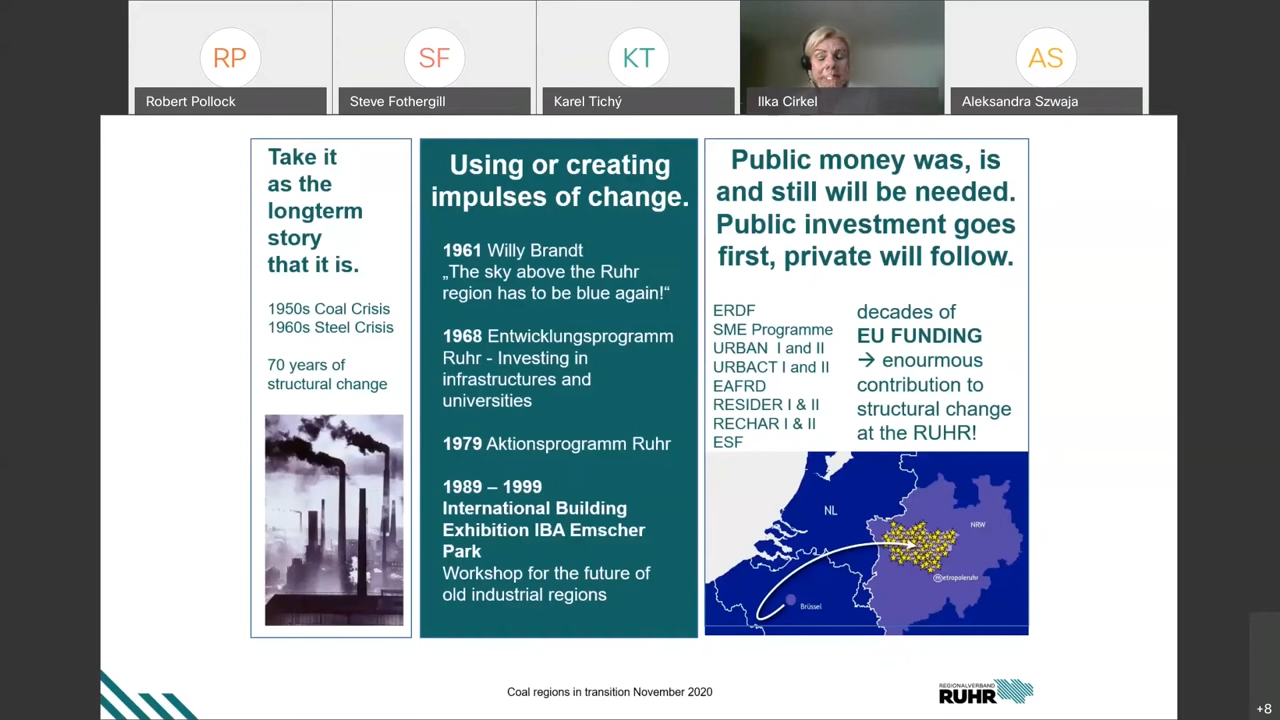 RP
SF
KT
AS
Robert Pollock
Steve Fothergill
Karel Tichý
Ilka Cirkel
Aleksandra Szwaja
Take it
as the
longterm
story
that it is.
1950s Coal Crisis
1960s Steel Crisis
70 years of
structural change
Using or creating
impulses of change.
1961 Willy Brandt
„The sky above the Ruhr
region has to be blue again!“
1968 Entwicklungsprogramm
Ruhr - Investing in
infrastructures and
universities
1979 Aktionsprogramm Ruhr
1989 – 1999
International Building
Exhibition IBA Emscher
Park
Workshop for the future of
old industrial regions
Public money was, is
and still will be needed.
Public investment goes
first, private will follow.
ERDF
SME Programme
URBAN I and II
URBACT I and II
EAFRD
RESIDER I & II
RECHAR I & II
ESF
decades of
EU FUNDING
→ enourmous
contribution to
structural change
at the RUHR!
NL
NRW
metropoleruhr
Brüssel
Coal regions in transition November 2020
REGIONALVERBAND
RUHR
+8